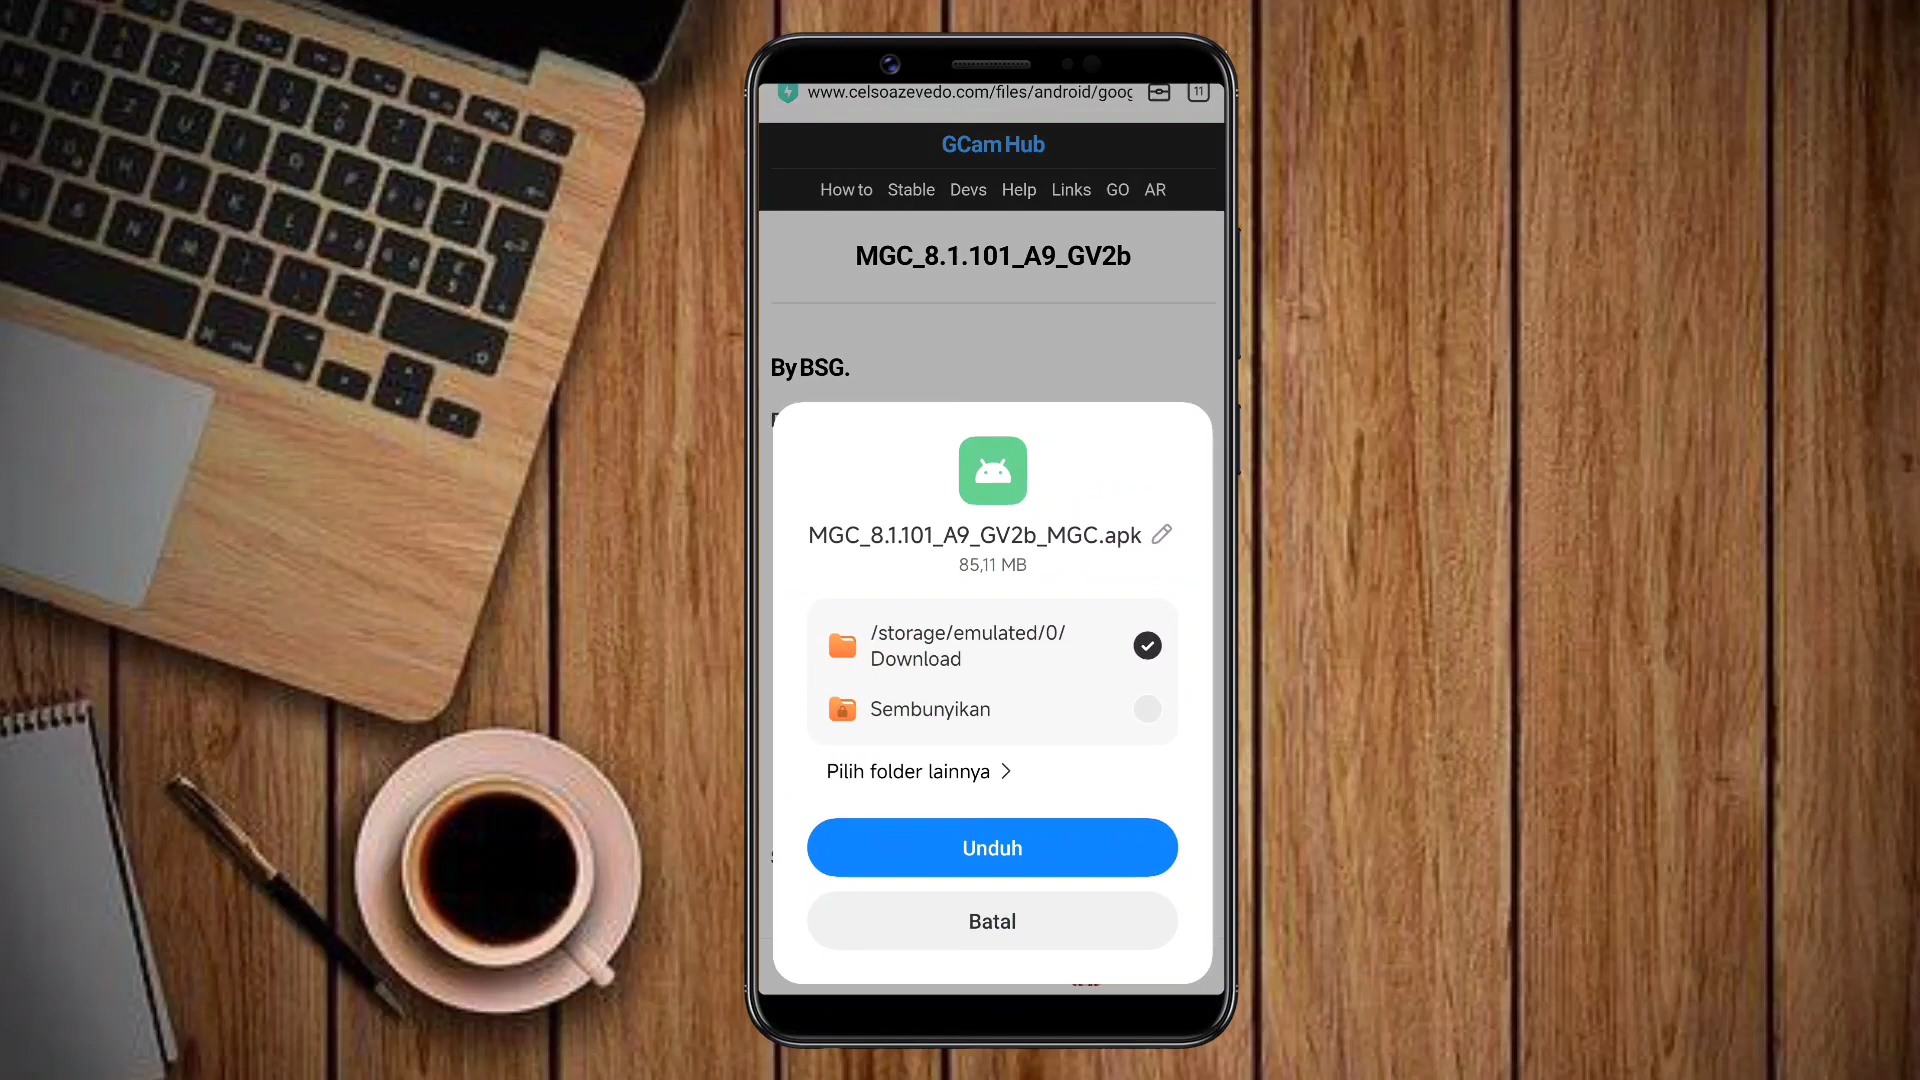 www.celsoazevedo.com/files/android/goog
11
GCam Hub
How to Stable Devs Help Links GO AR
MGC_8.1.101_A9_GV2b
By BSG.
MGC_8.1.101_A9_GV2b_MGC.apk
85,11 MB
/storage/emulated/0/
Download
Sembunyikan
Pilih folder lainnya
Unduh
Batal